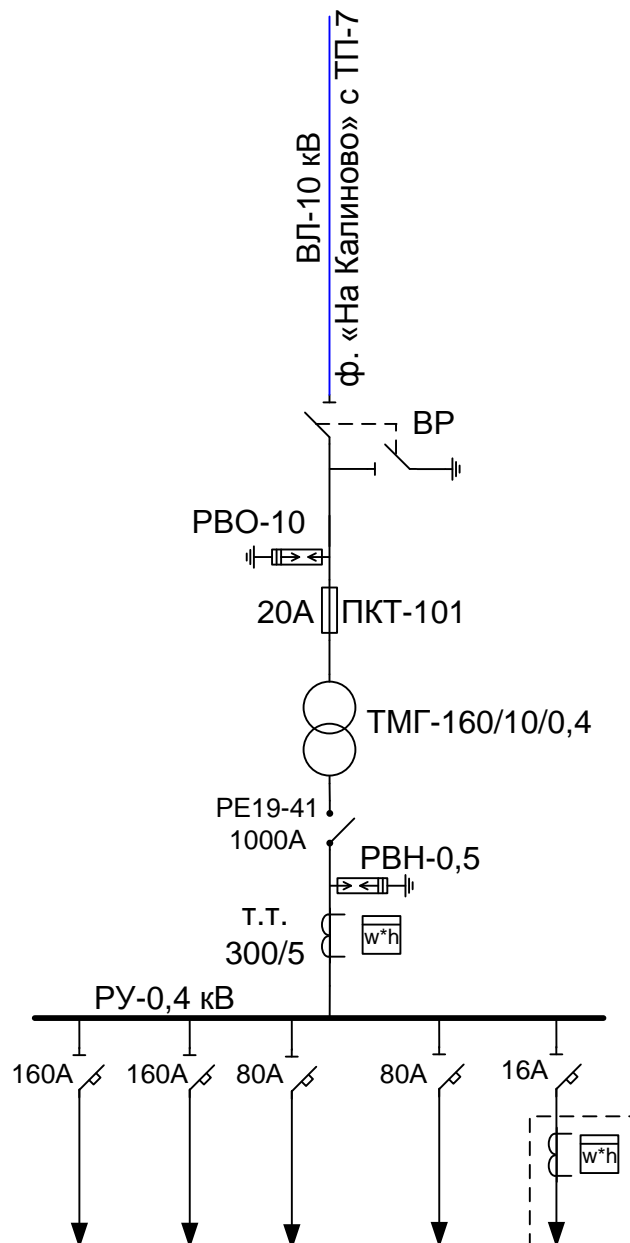 ВЛ-10 кВ
ф. «На Калиново» с ТП-7
ВР
РВО-10
20А ПКТ-101
ТМГ-160/10/0,4
РЕ19-41
1000А
РВН-0,5
т.т.
300/5
w*h
РУ-0,4 кВ
160А 160А 80А 80А 16А
w*h